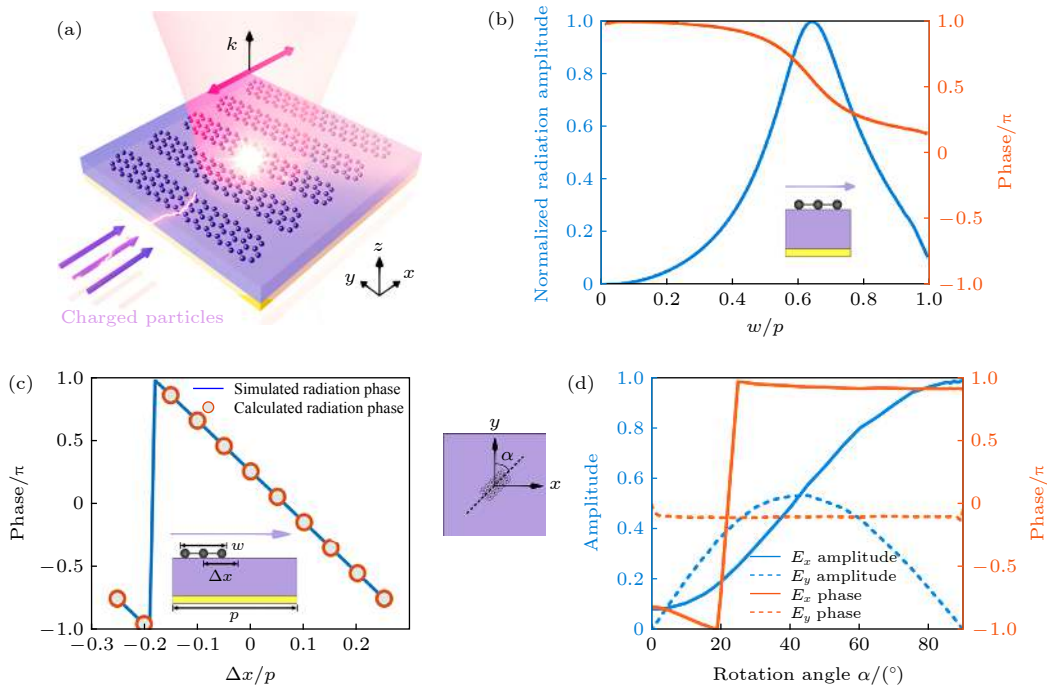 (a)
k
z
y
x
Charged particles
(b)
Normalized radiation amplitude
1.0
0.8
0.6
0.4
0.2
0
0
0.2
0.4
0.6
0.8
1.0
w/p
1.0
0.5
0
−0.5
−1.0
Phase/π
(c)
Phase/π
1.0
0.5
0
−0.5
−1.0
Simulated radiation phase
Calculated radiation phase
w
Δx
p
−0.3
−0.2
−0.1
0
0.1
0.2
Δx/p
y
α
x
(d)
Amplitude
1.0
0.8
0.6
0.4
0.2
0
Eₓ amplitude
E_y amplitude
Eₓ phase
E_y phase
0
20
40
60
80
Rotation angle α/(°)
1.0
0.5
0
−0.5
−1.0
Phase/π